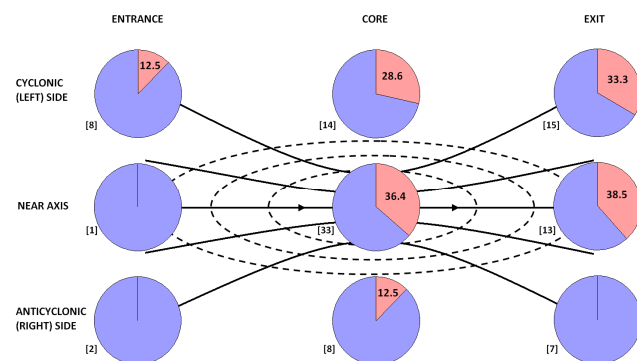 ENTRANCE CORE EXIT
12.5 28.6 33.3
CYCLONIC
(LEFT) SIDE
[8] [14] [15]
NEAR AXIS 36.4 38.5
[1] [33] [13]
12.5
ANTICYCLONIC
(RIGHT) SIDE
[2] [8] [7]